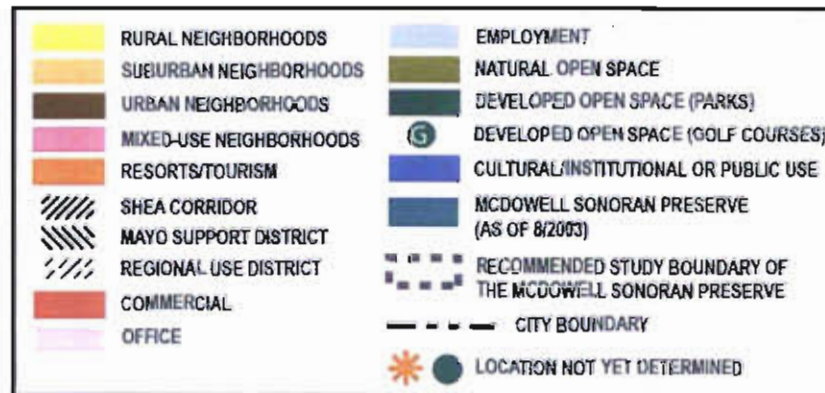 RURAL NEIGHBORHOODS
SUBURBAN NEIGHBORHOODS
URBAN NEIGHBORHOODS
MIXED-USE NEIGHBORHOODS
RESORTS/TOURISM
SHEA CORRIDOR
MAYO SUPPORT DISTRICT
REGIONAL USE DISTRICT
COMMERCIAL
OFFICE
EMPLOYMENT
NATURAL OPEN SPACE
DEVELOPED OPEN SPACE (PARKS)
G DEVELOPED OPEN SPACE (GOLF COURSES)
CULTURAL/INSTITUTIONAL OR PUBLIC USE
MCDOWELL SONORAN PRESERVE
(AS OF 8/2003)
RECOMMENDED STUDY BOUNDARY OF
THE MCDOWELL SONORAN PRESERVE
CITY BOUNDARY
LOCATION NOT YET DETERMINED